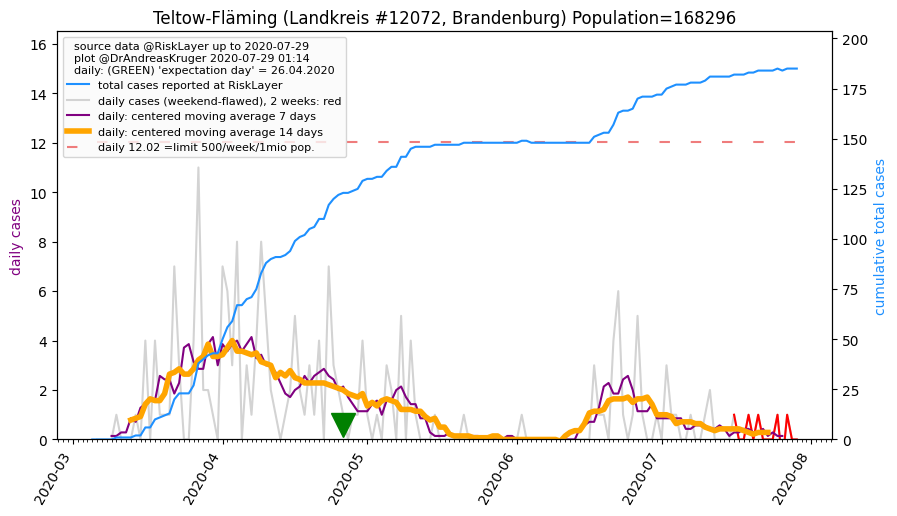 Teltow-Fläming (Landkreis #12072, Brandenburg) Population=168296
source data @RiskLayer up to 2020-07-29
plot @DrAndreasKruger 2020-07-29 01:14
daily: (GREEN) 'expectation day' = 26.04.2020
total cases reported at RiskLayer
daily cases (weekend-flawed), 2 weeks: red
daily: centered moving average 7 days
daily: centered moving average 14 days
daily 12.02 =limit 500/week/1mio pop.
daily cases
16
14
12
10
8
6
4
2
0
200
175
150
125
100
75
50
25
0
cumulative total cases
2020-03
2020-04
2020-05
2020-06
2020-07
2020-08